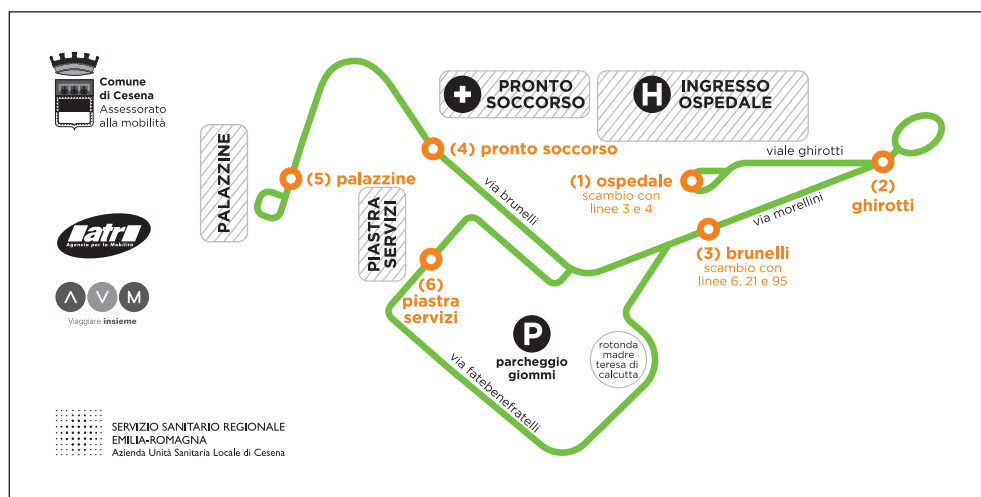 Comune
di Cesena
Assessorato
alla mobilità
PRONTO
SOCCORSO
H
INGRESSO
OSPEDALE
PALAZZINE
(5) palazzine
(4) pronto soccorso
via brunelli
viale ghirotti
(1) ospedale
scambio con
linee 3 e 4
(2)
ghirotti
via morellini
(3) brunelli
scambio con
linee 6, 21 e 95
PIASTRA
SERVIZI
(6)
piastra
servizi
P
parcheggio
giommi
rotonda
madre
teresa di
calcutta
via fatebenefratelli
atr
Agenzia per la Mobilità
AVM
Viaggiare insieme
SERVIZIO SANITARIO REGIONALE
EMILIA-ROMAGNA
Azienda Unità Sanitaria Locale di Cesena